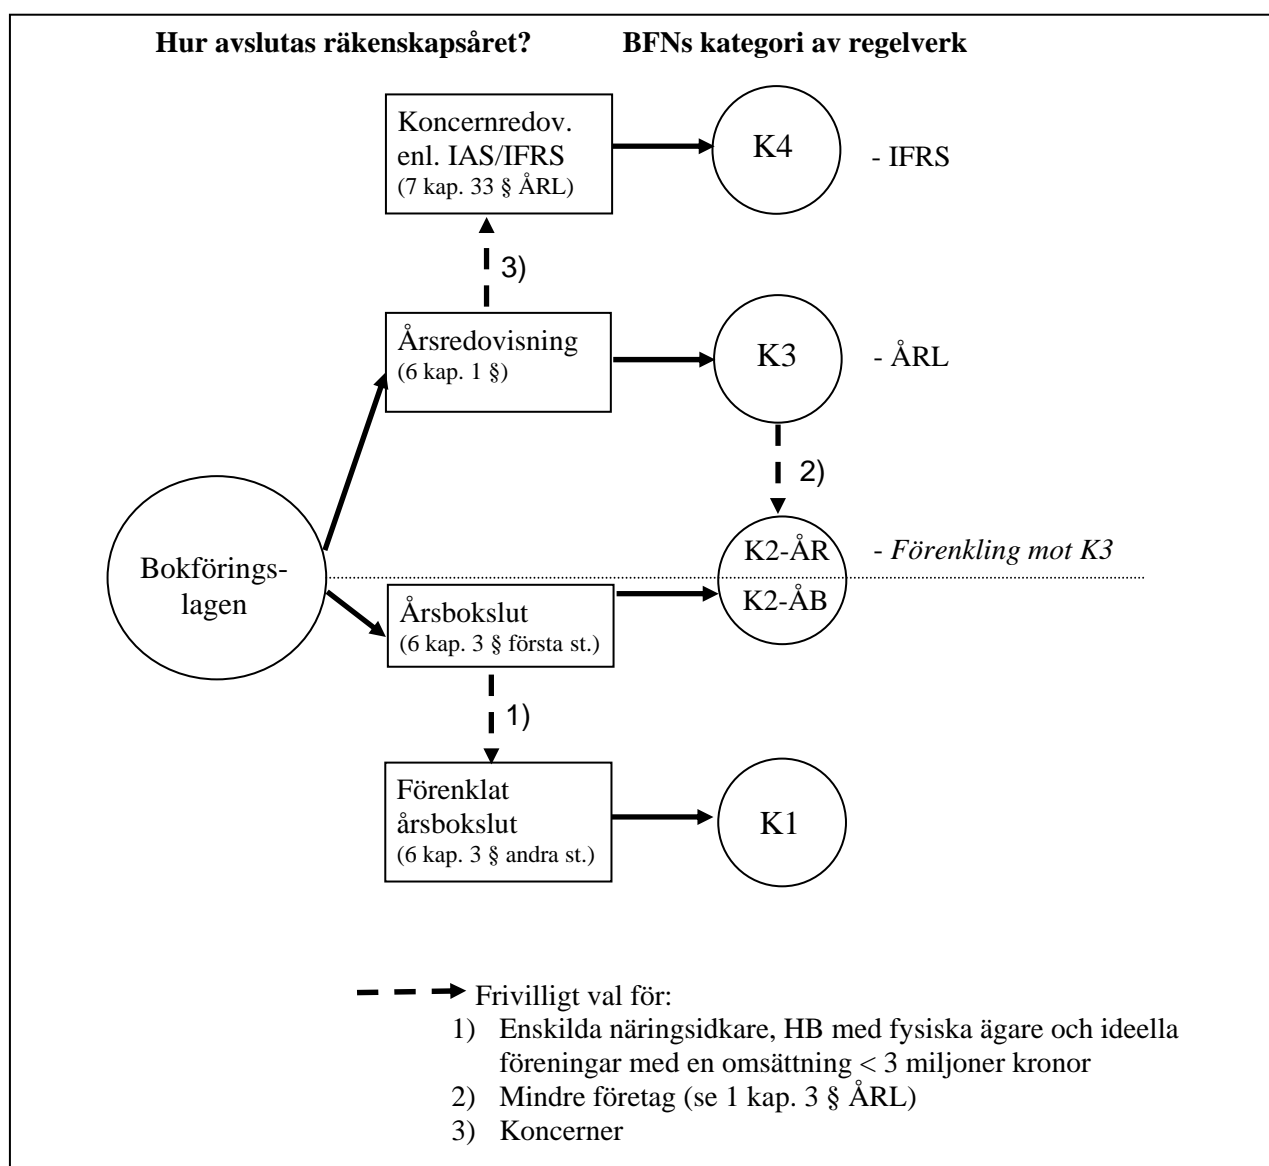 Hur avslutas räkenskapsåret?
BFNs kategori av regelverk
Koncernredov.
enl. IAS/IFRS
(7 kap. 33 § ÅRL)
K4
- IFRS
3)
Årsredovisning
(6 kap. 1 §)
K3
- ÅRL
2)
K2-ÅR
- Förenkling mot K3
Bokförings-
lagen
K2-ÅB
Årsbokslut
(6 kap. 3 § första st.)
1)
Förenklat
årsbokslut
(6 kap. 3 § andra st.)
K1
Frivilligt val för:
1) Enskilda näringsidkare, HB med fysiska ägare och ideella
föreningar med en omsättning < 3 miljoner kronor
2) Mindre företag (se 1 kap. 3 § ÅRL)
3) Koncerner